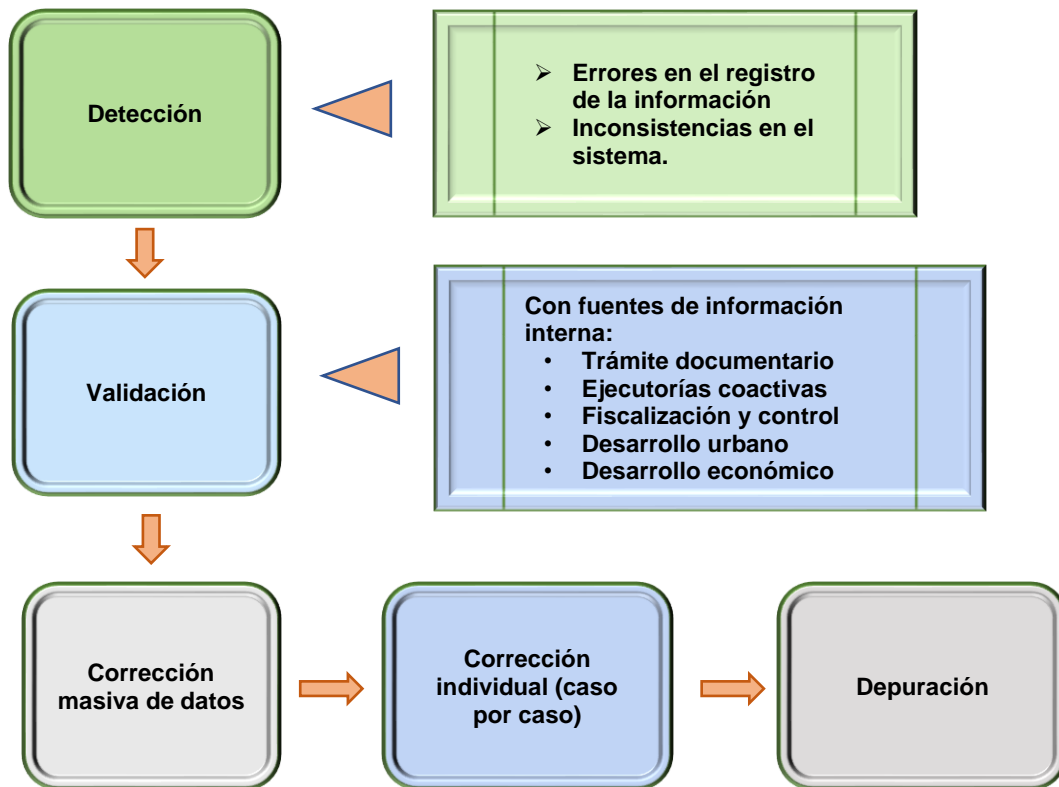 Detección
➢ Errores en el registro
de la información
➢ Inconsistencias en el
sistema.
Validación
Con fuentes de información
interna:
• Trámite documentario
• Ejecutorías coactivas
• Fiscalización y control
• Desarrollo urbano
• Desarrollo económico
Corrección
masiva de datos
Corrección
individual (caso
por caso)
Depuración